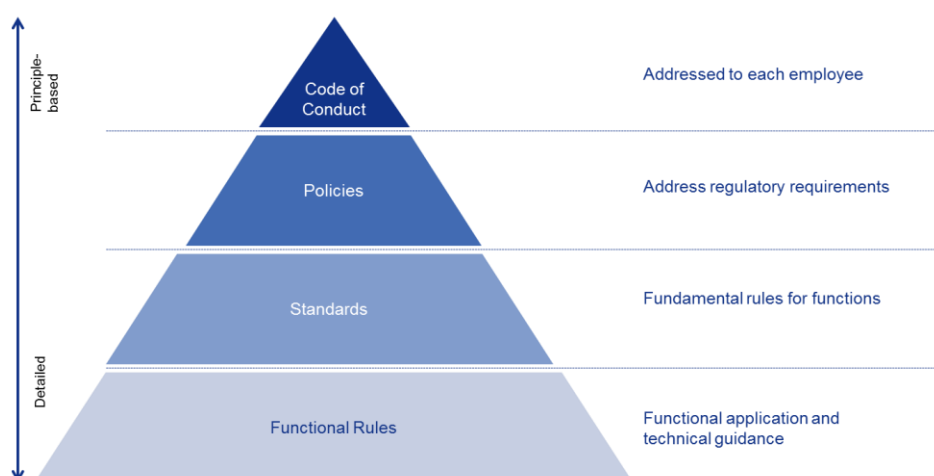 Principle-
based
Code of
Conduct
Addressed to each employee
Policies
Address regulatory requirements
Standards
Fundamental rules for functions
Detailed
Functional Rules
Functional application and
technical guidance